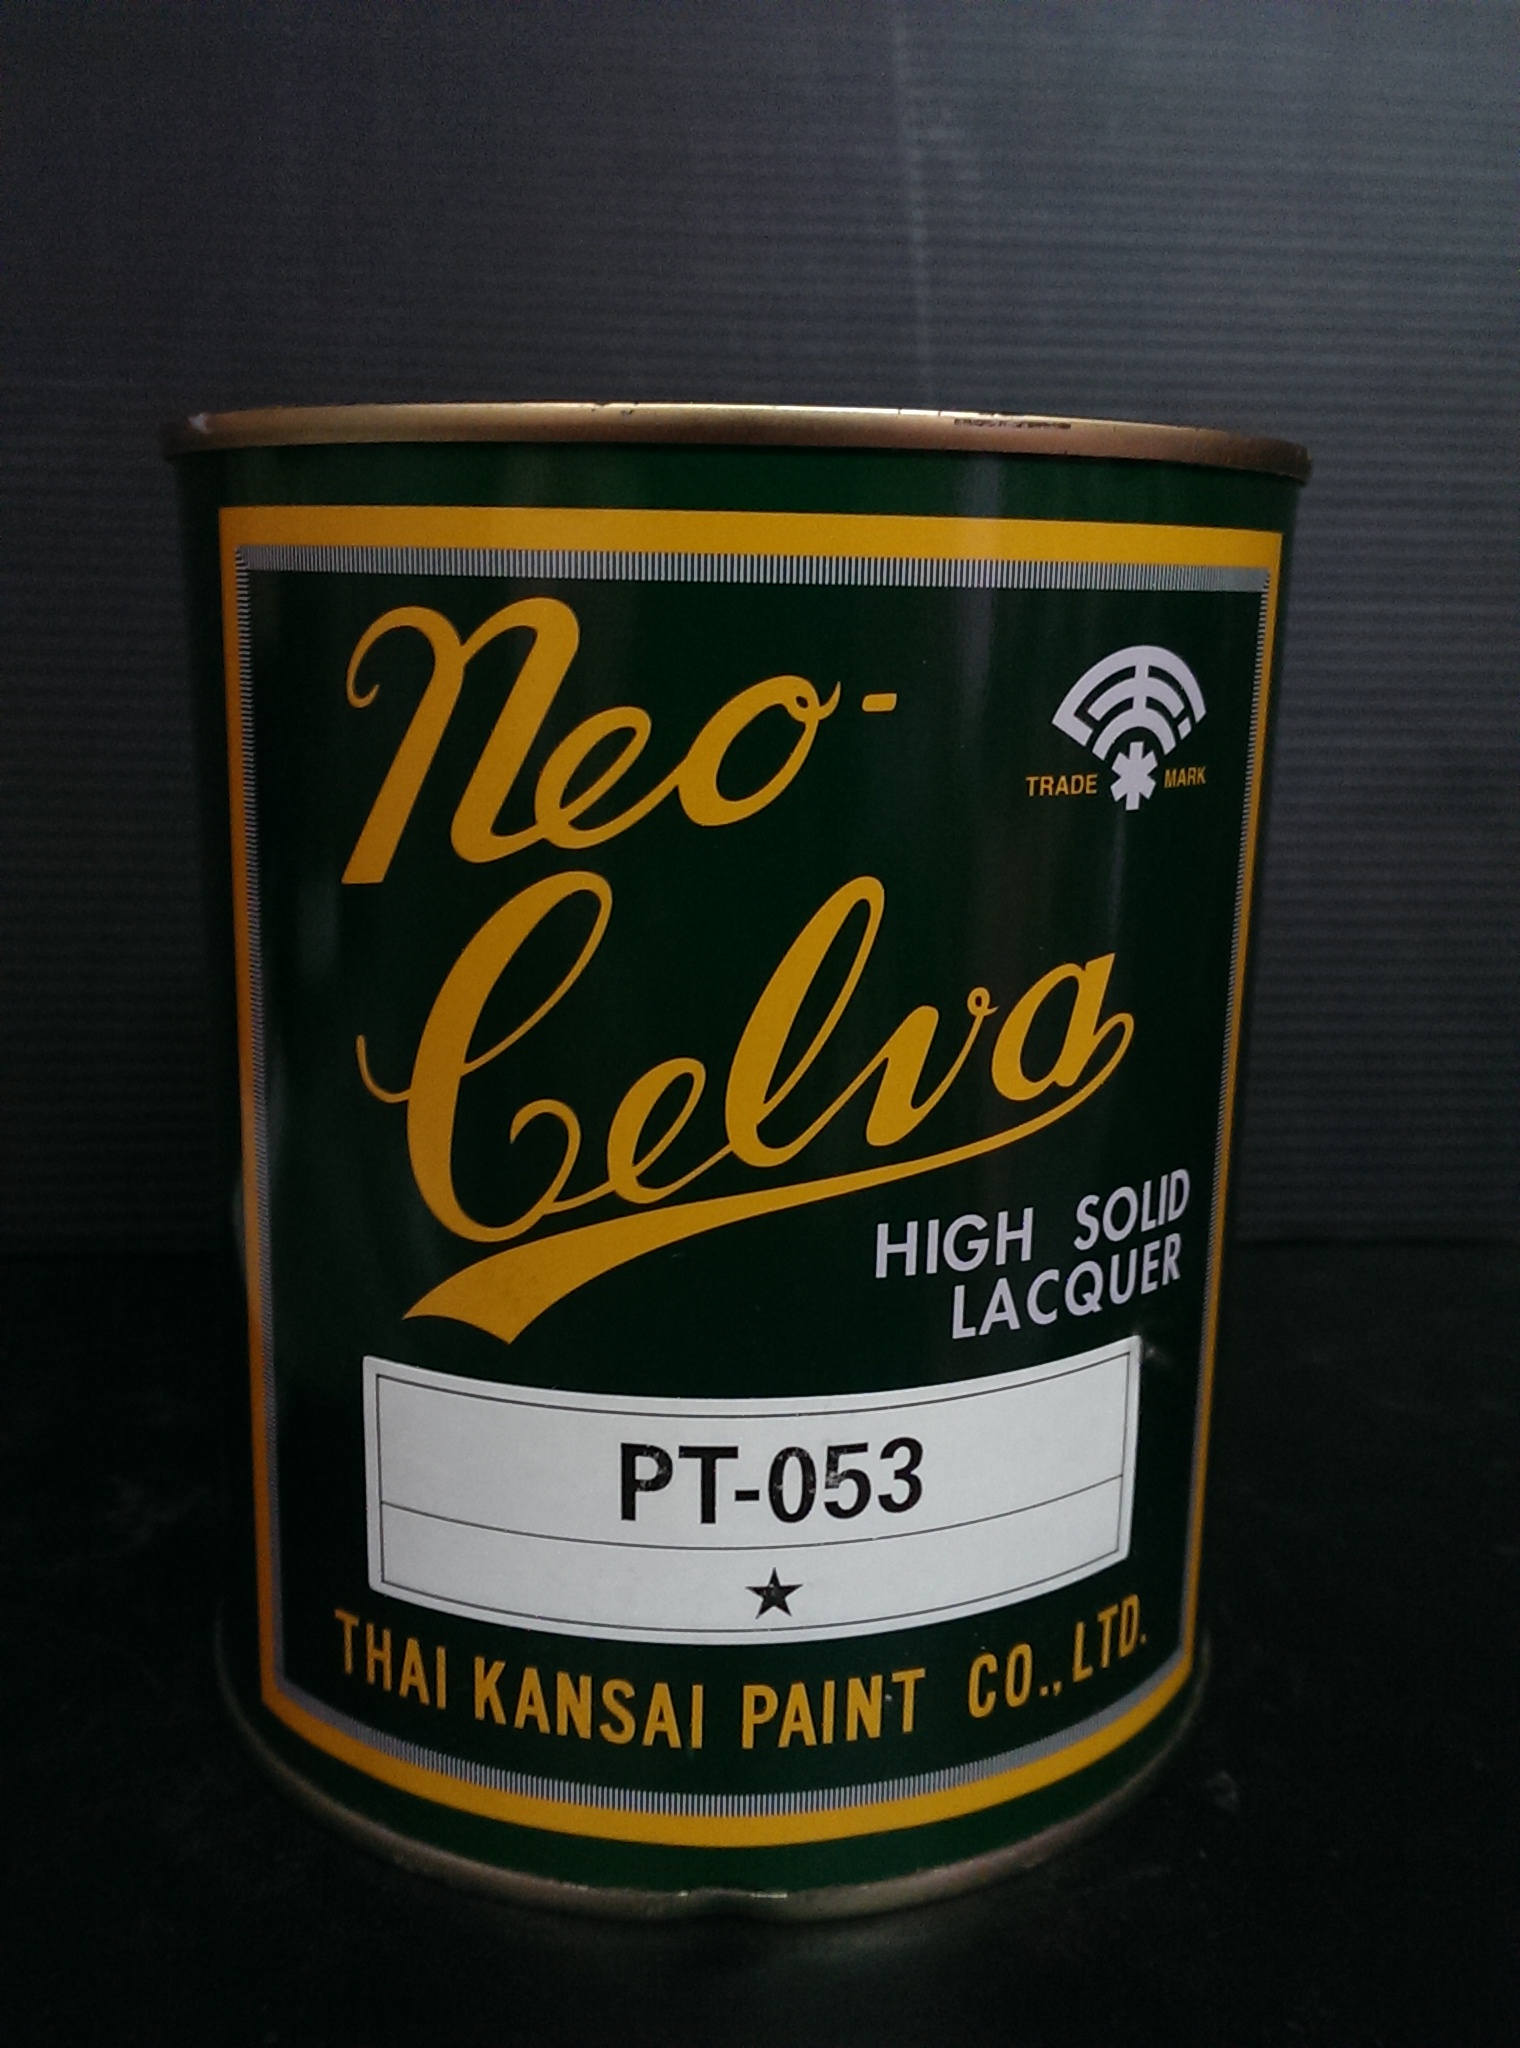 Neo-
TRADE MARK
Celva
HIGH SOLID
LACQUER
PT-053
★
THAI KANSAI PAINT CO., LTD.